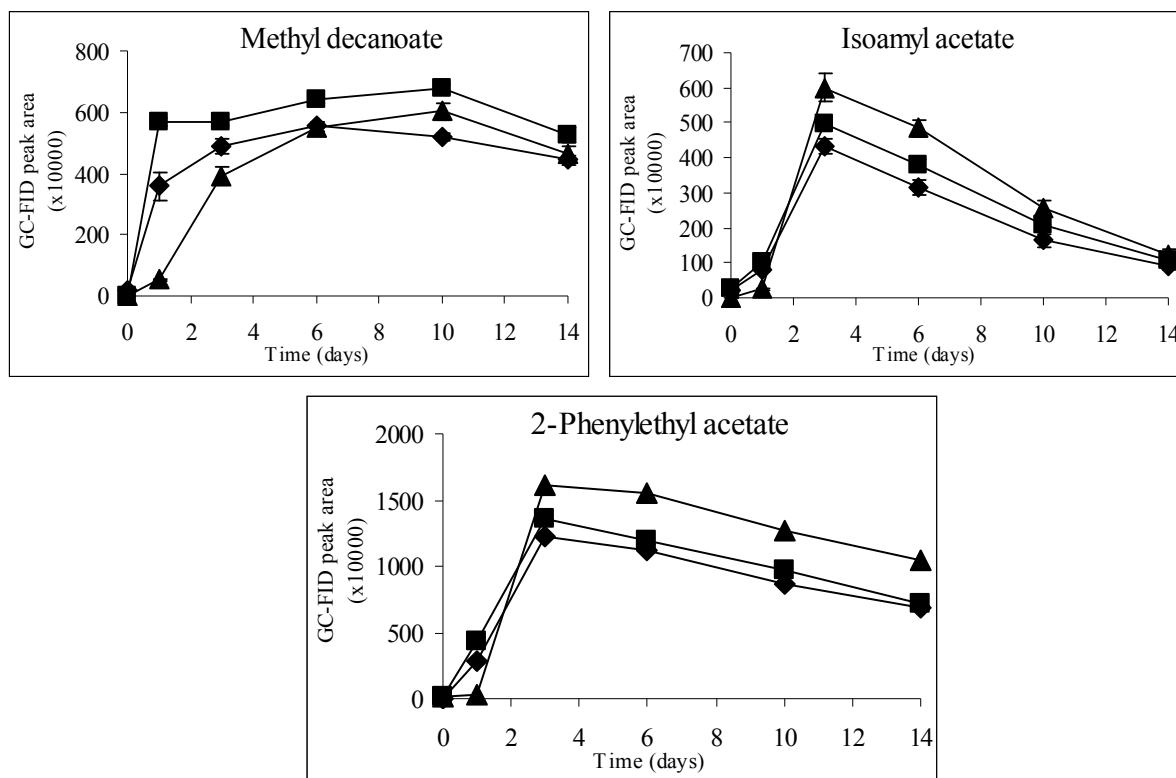 Methyl decanoate
GC-FID peak area
(x10000)
800
600
400
200
0
0 2 4 6 8 10 12 14
Time (days)
Isoamyl acetate
GC-FID peak area
(x10000)
700
600
500
400
300
200
100
0
0 2 4 6 8 10 12 14
Time (days)
2-Phenylethyl acetate
GC-FID peak area
(x10000)
2000
1500
1000
500
0
0 2 4 6 8 10 12 14
Time (days)